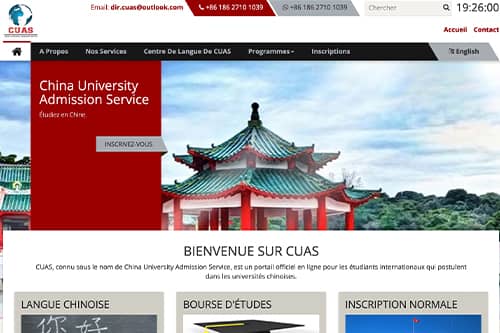 Email: dir.cuas@outlook.com
+86 186 2710 1039
+86 186 2710 1039
Chercher
19:26:00
CUAS
Accueil
Contact
A Propos
Nos Services
Centre De Langue De CUAS
Programmes
Inscriptions
English
China University
Admission Service
Étudiez en Chine.
INSCRIVEZ-VOUS
BIENVENUE SUR CUAS
CUAS, connu sous le nom de China University Admission Service, est un portail officiel en ligne pour les étudiants internationaux qui postulent
dans les universités chinoises.
LANGUE CHINOISE
BOURSE D'ÉTUDES
INSCRIPTION NORMALE
你好